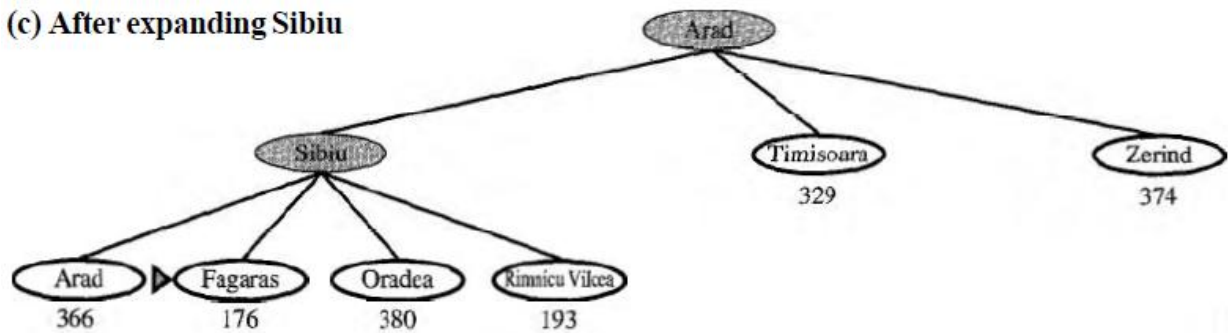 (c) After expanding Sibiu
Arad
Sibiu
Timisoara
Zerind
329
374
Arad
Fagaras
Oradea
Rimnicu Vilcea
366
176
380
193